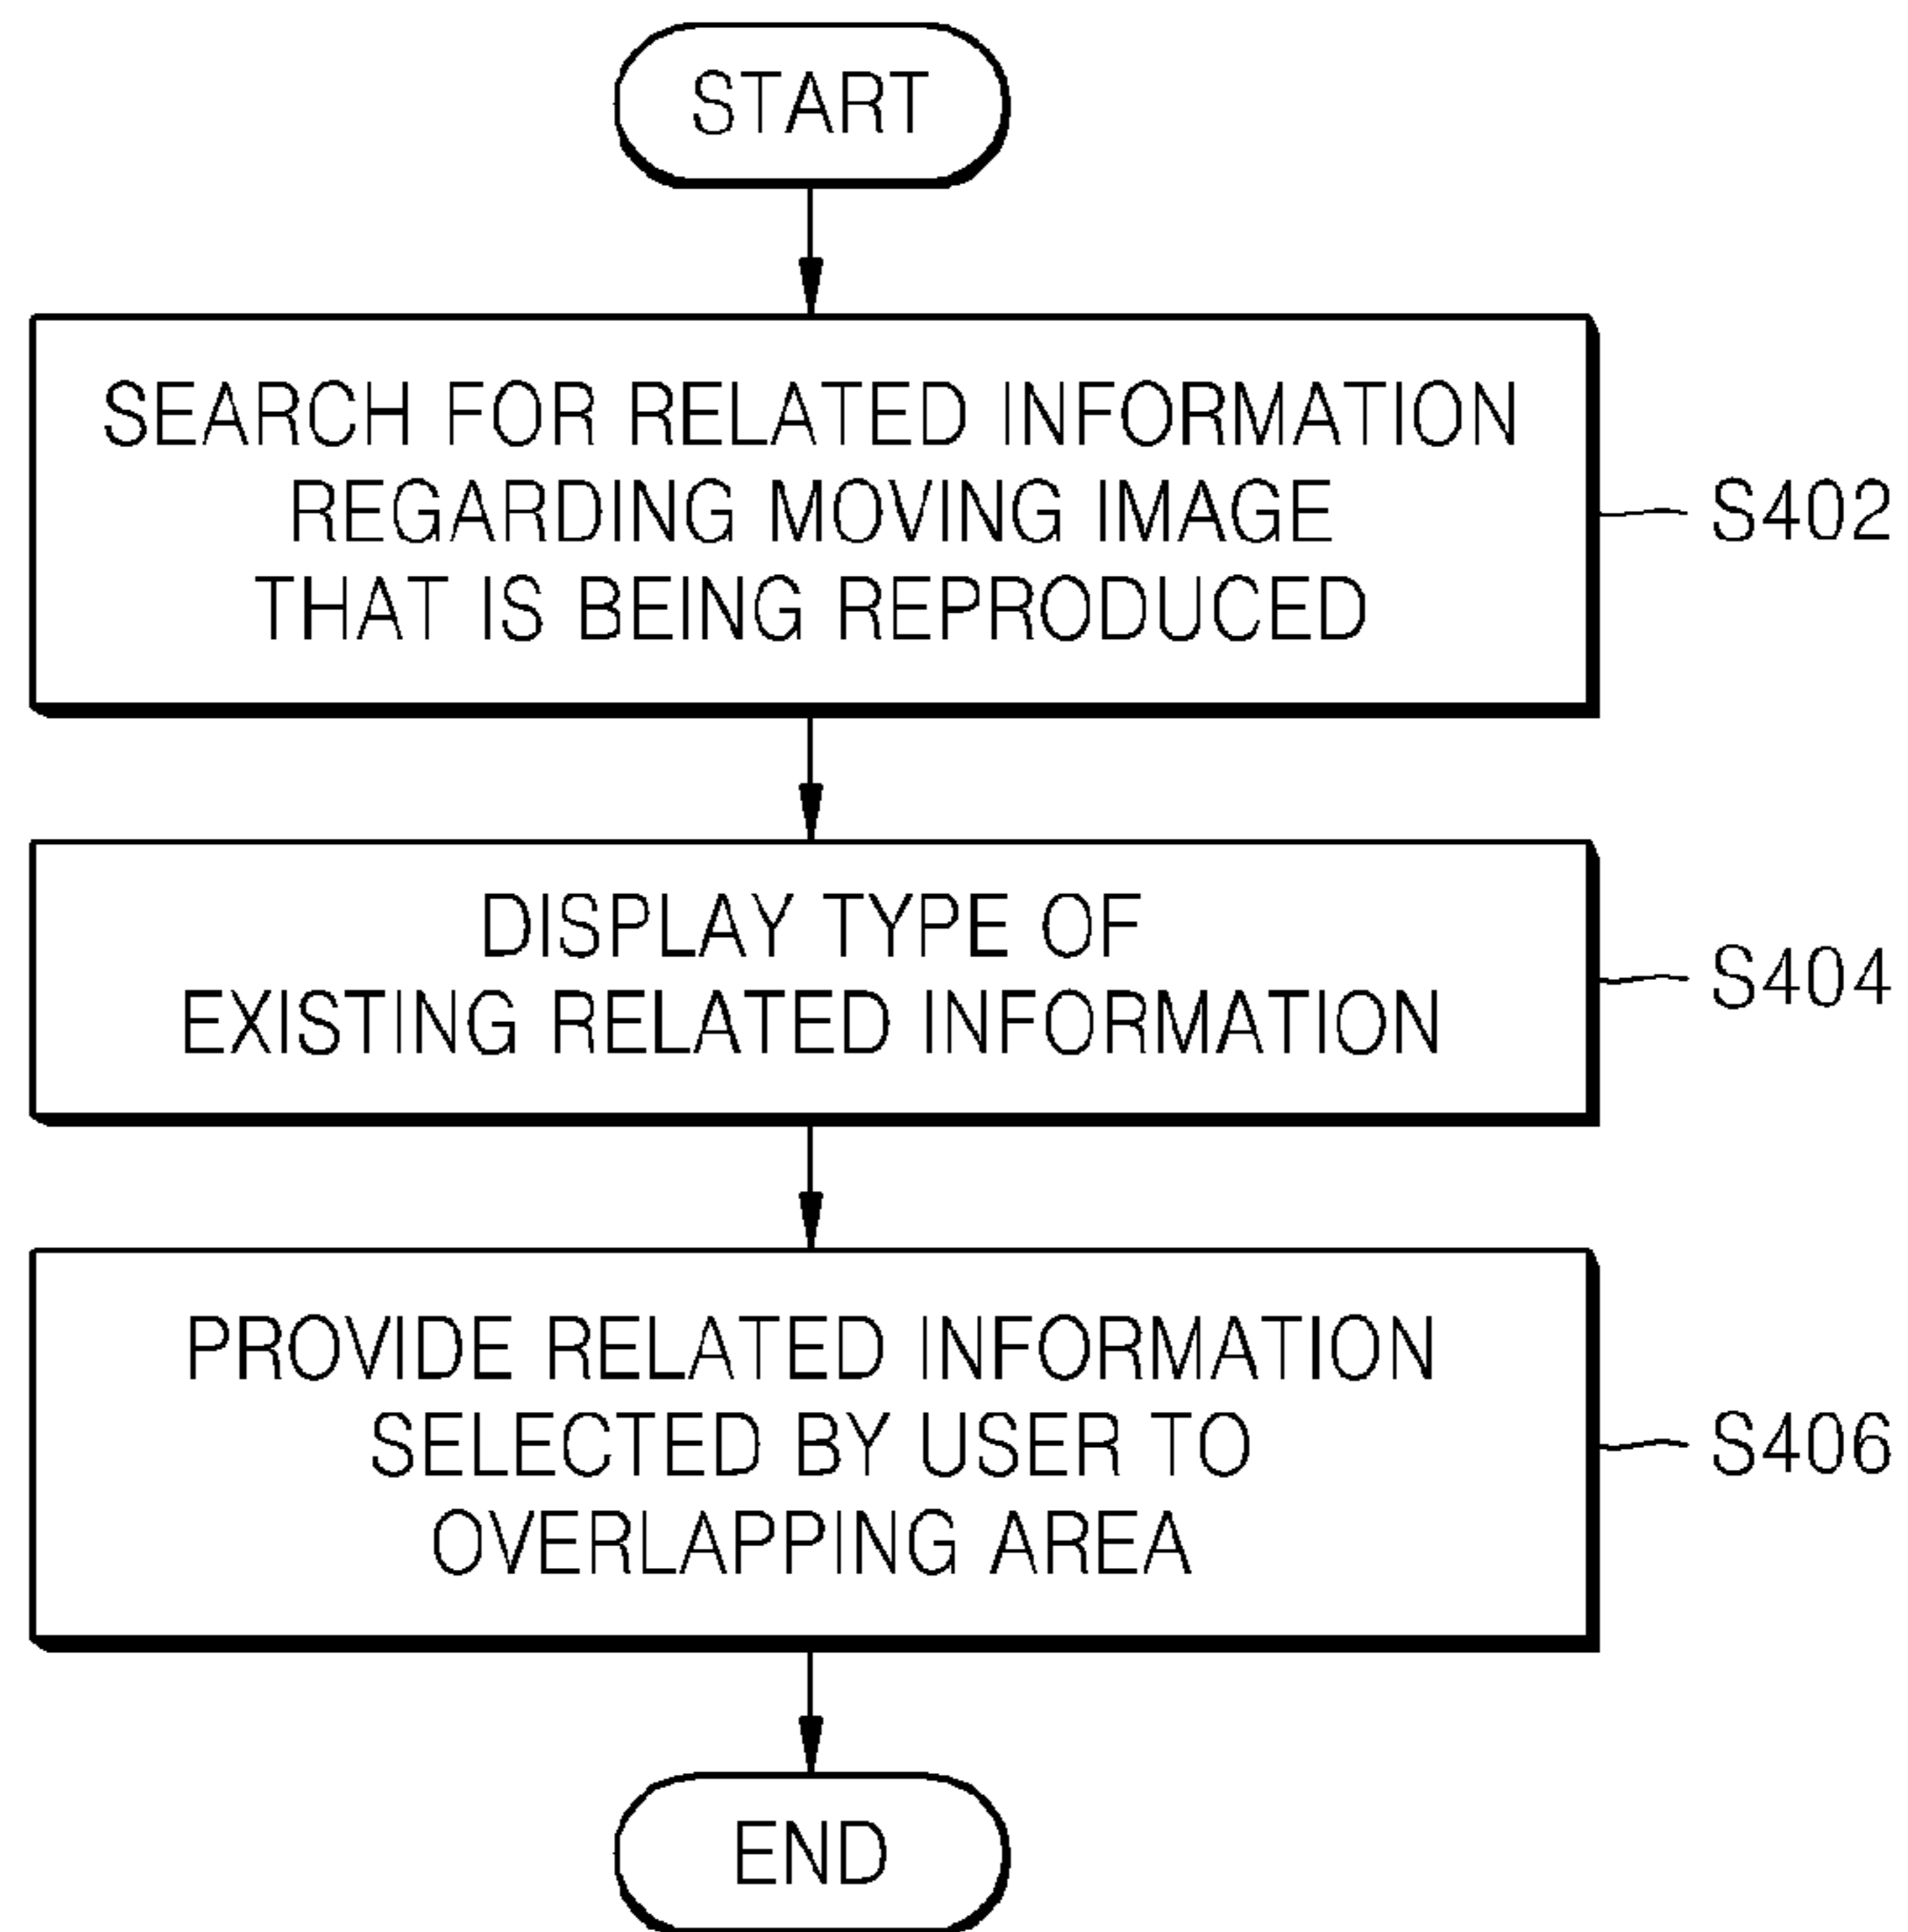 START
SEARCH FOR RELATED INFORMATION
REGARDING MOVING IMAGE
THAT IS BEING REPRODUCED
S402
DISPLAY TYPE OF
EXISTING RELATED INFORMATION
S404
PROVIDE RELATED INFORMATION
SELECTED BY USER TO
OVERLAPPING AREA
S406
END